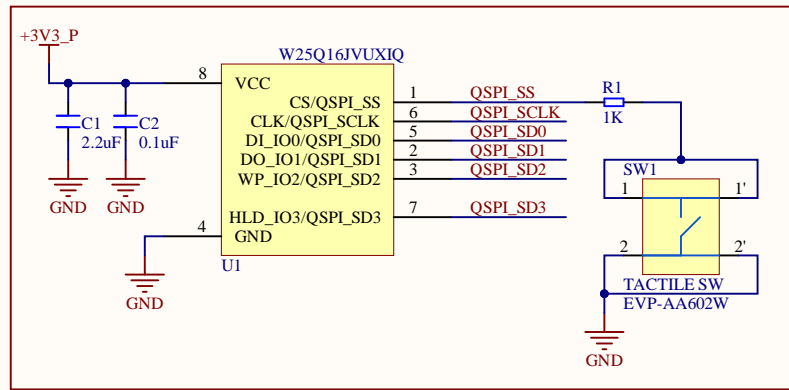 +3V3_P
W25Q16JVUXIQ
8
VCC
CS/QSPI_SS
1
QSPI_SS
R1
1K
CLK/QSPI_SCLK
6
QSPI_SCLK
C1
2.2uF
C2
0.1uF
DI_IO0/QSPI_SD0
5
QSPI_SD0
DO_IO1/QSPI_SD1
2
QSPI_SD1
WP_IO2/QSPI_SD2
3
QSPI_SD2
SW1
1
1'
GND
GND
HLD_IO3/QSPI_SD3
7
QSPI_SD3
4
GND
2
2'
U1
TACTILE SW
EVP-AA602W
GND
GND